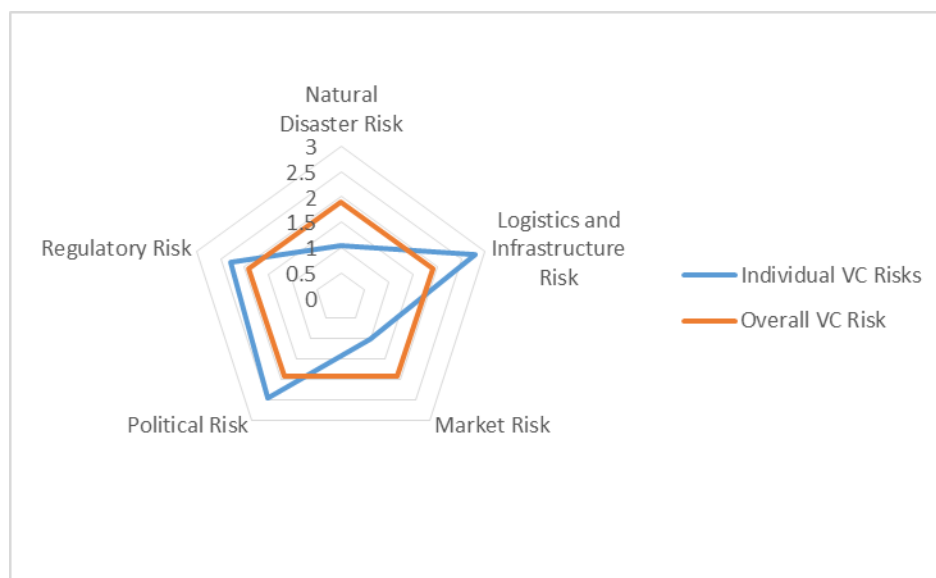 Natural
Disaster Risk
3
2.5
2
1.5
1
0.5
0
Logistics and
Infrastructure
Risk
Regulatory Risk
Political Risk
Market Risk
Individual VC Risks
Overall VC Risk